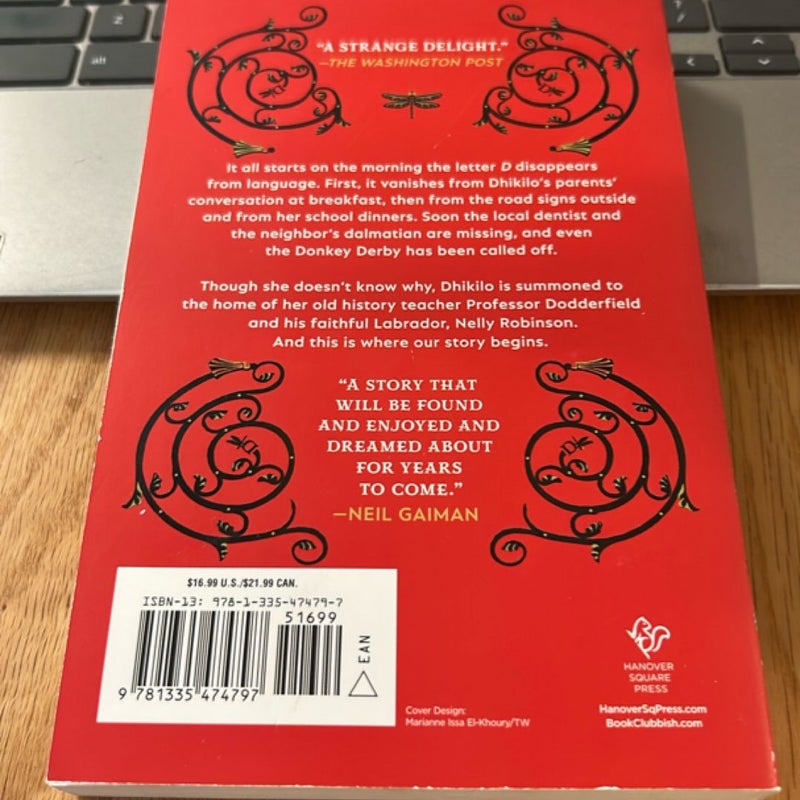 alt
“A STRANGE DELIGHT.”
—THE WASHINGTON POST
It all starts on the morning the letter D disappears
from language. First, it vanishes from Dhikilo’s parents’
conversation at breakfast, then from the road signs outside
and from her school dinners. Soon the local dentist and
the neighbor’s dalmatian are missing, and even
the Donkey Derby has been called off.
Though she doesn’t know why, Dhikilo is summoned to
the home of her old history teacher Professor Dodderfield
and his faithful Labrador, Nelly Robinson.
And this is where our story begins.
“A STORY THAT
WILL BE FOUND
AND ENJOYED AND
DREAMED ABOUT
FOR YEARS
TO COME.”
—NEIL GAIMAN
$16.99 U.S./$21.99 CAN.
ISBN-13: 978-1-335-47479-7
51699
EAN
9 781335 474797
Cover Design:
Marianne Issa El-Khoury/TW
HANOVER
SQUARE
PRESS
HanoverSqPress.com
BookClubbish.com